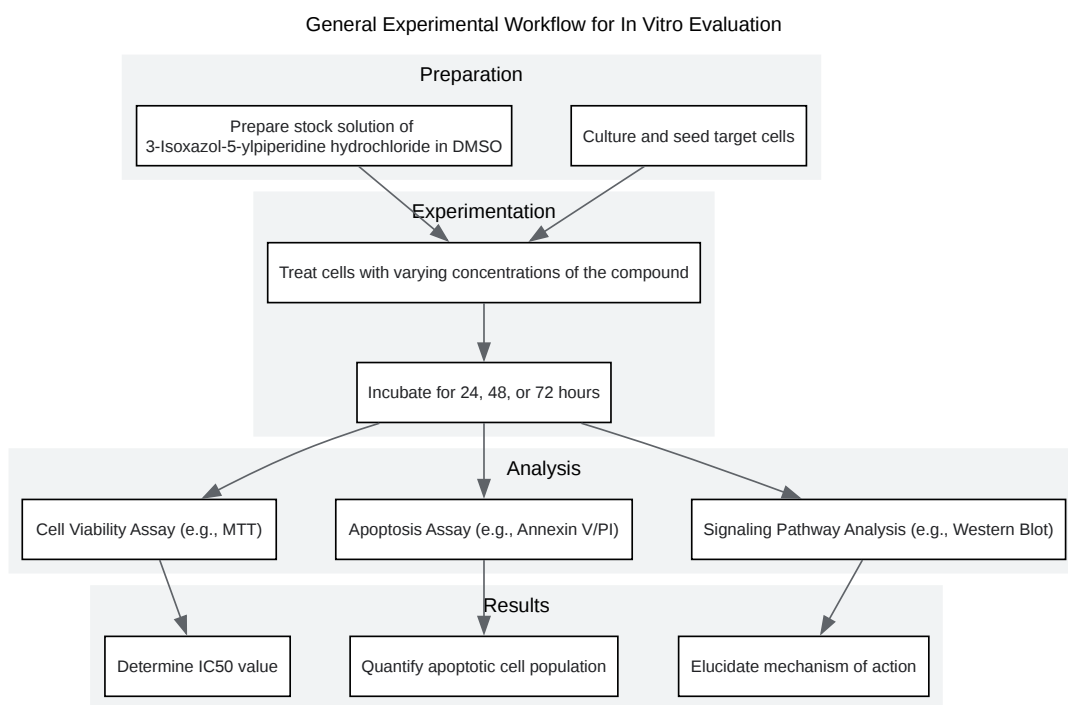 General Experimental Workflow for In Vitro Evaluation
Preparation
Prepare stock solution of
3-Isoxazol-5-ylpiperidine hydrochloride in DMSO
Culture and seed target cells
Experimentation
Treat cells with varying concentrations of the compound
Incubate for 24, 48, or 72 hours
Analysis
Cell Viability Assay (e.g., MTT)
Apoptosis Assay (e.g., Annexin V/PI)
Signaling Pathway Analysis (e.g., Western Blot)
Results
Determine IC50 value
Quantify apoptotic cell population
Elucidate mechanism of action